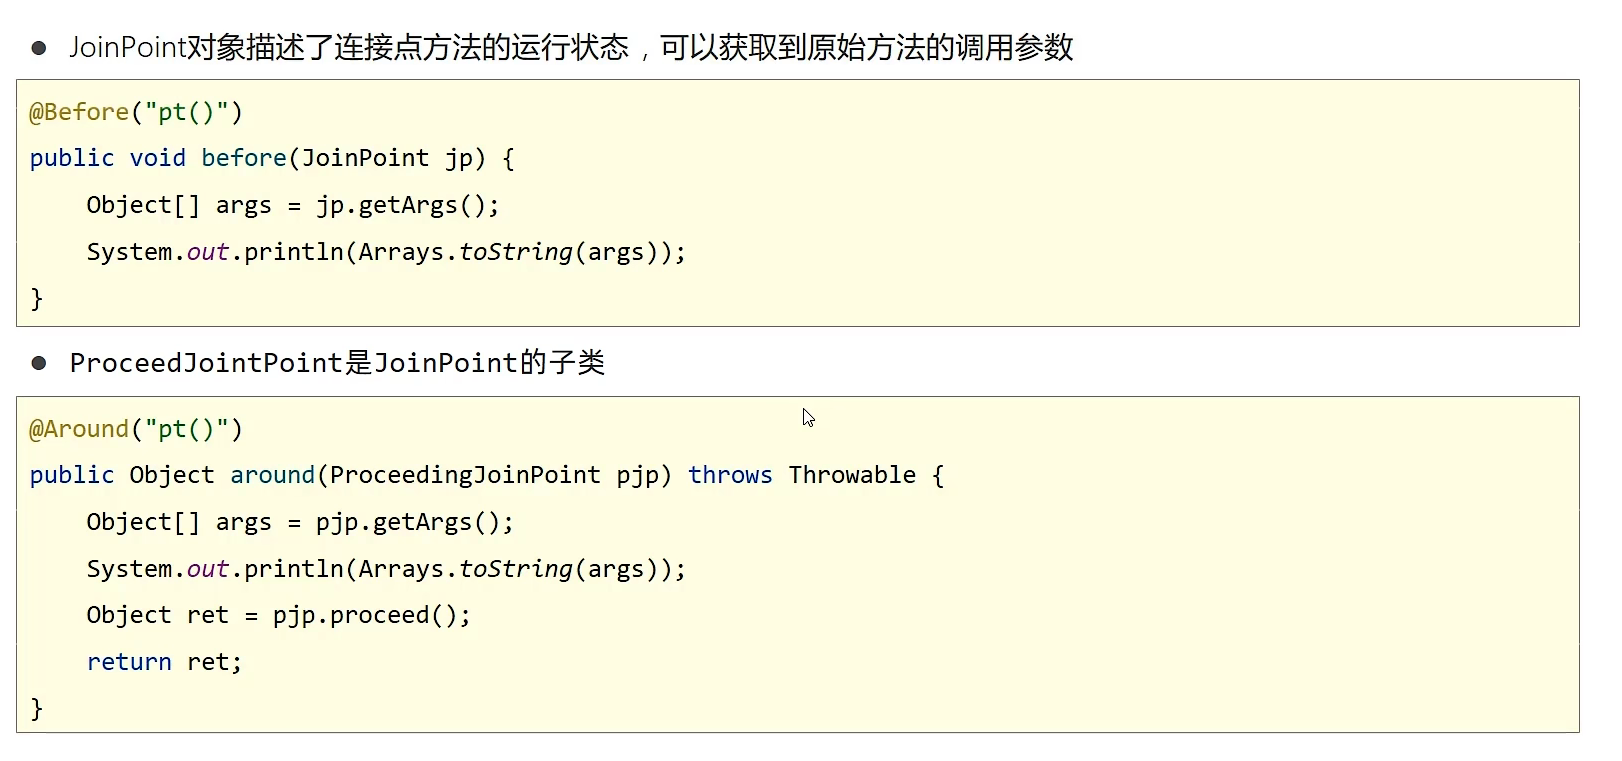 ● JoinPoint对象描述了连接点方法的运行状态，可以获取到原始方法的调用参数
@Before("pt()")
public void before(JoinPoint jp) {
    Object[] args = jp.getArgs();
    System.out.println(Arrays.toString(args));
}
● ProceedJointPoint是JoinPoint的子类
@Around("pt()")
public Object around(ProceedingJoinPoint pjp) throws Throwable {
    Object[] args = pjp.getArgs();
    System.out.println(Arrays.toString(args));
    Object ret = pjp.proceed();
    return ret;
}